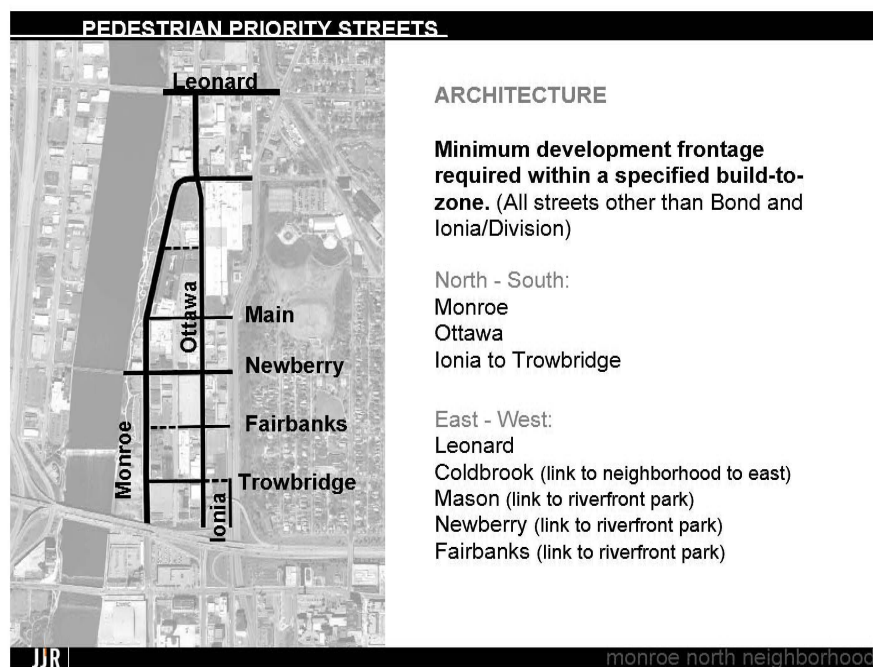 PEDESTRIAN PRIORITY STREETS
Leonard
Ottawa
Main
Newberry
Fairbanks
Monroe
Trowbridge
Ionia
ARCHITECTURE
Minimum development frontage
required within a specified build-to-
zone. (All streets other than Bond and
Ionia/Division)
North - South:
Monroe
Ottawa
Ionia to Trowbridge
East - West:
Leonard
Coldbrook (link to neighborhood to east)
Mason (link to riverfront park)
Newberry (link to riverfront park)
Fairbanks (link to riverfront park)
JJR
monroe north neighborhood